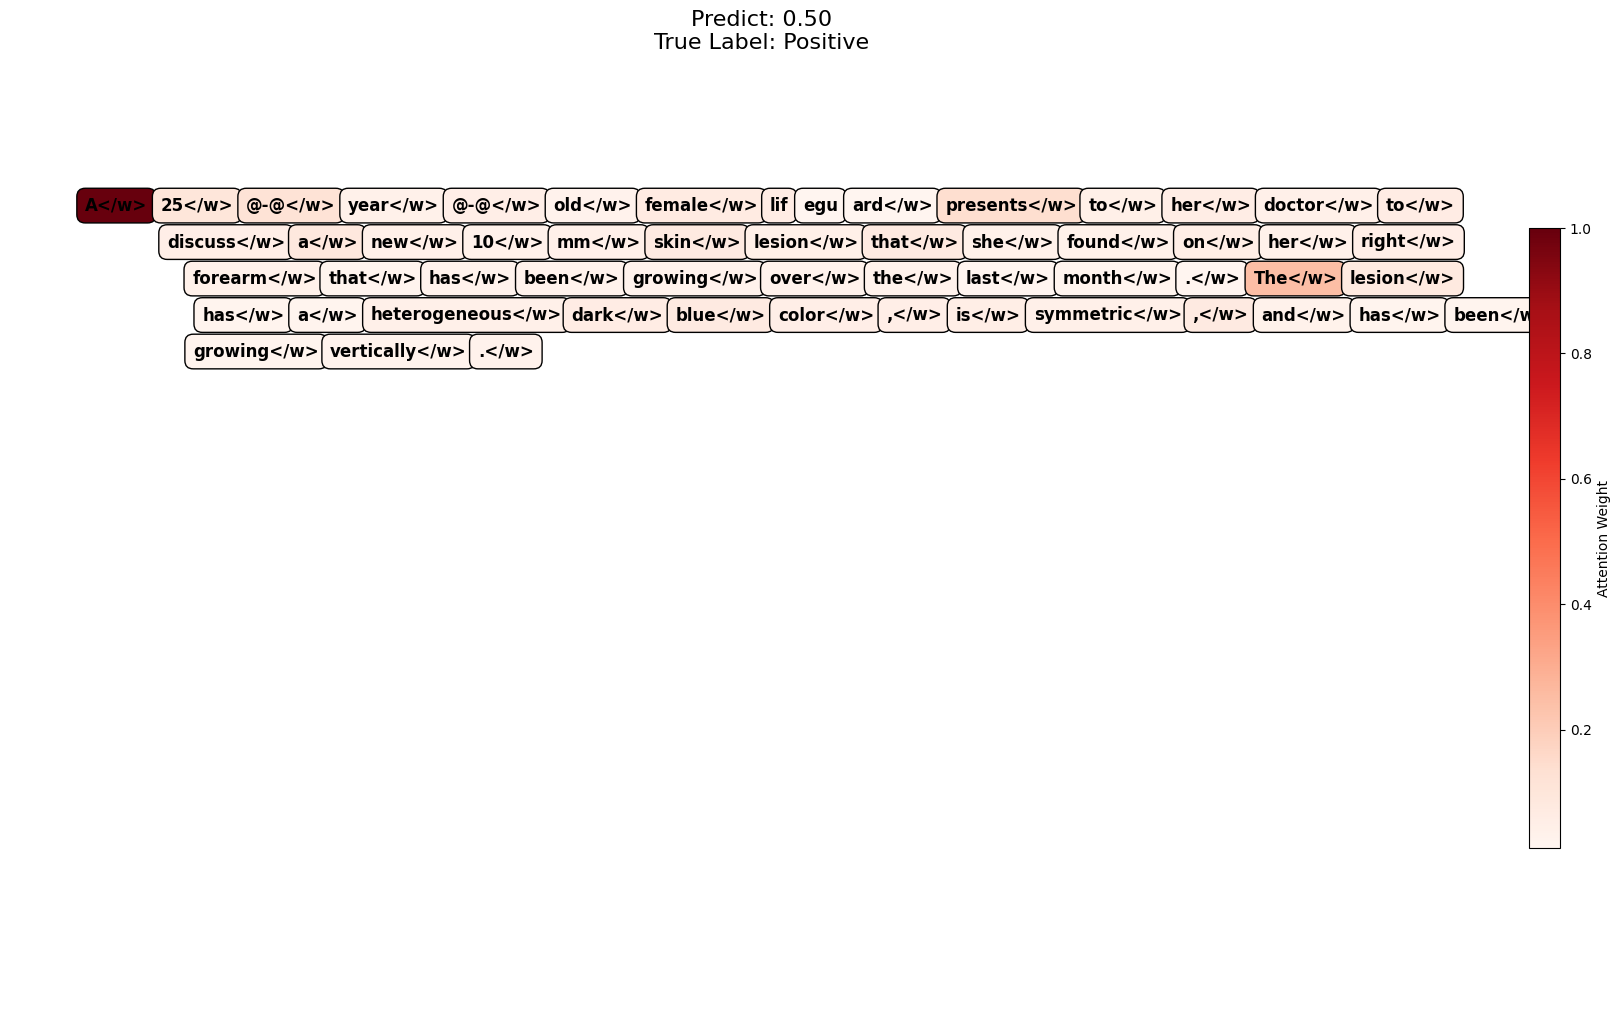 Predict: 0.50
True Label: Positive
A</w> 25</w> @-@</w> year</w> @-@</w> old</w> female</w> lif egu ard</w> presents</w> to</w> her</w> doctor</w> to</w>
discuss</w> a</w> new</w> 10</w> mm</w> skin</w> lesion</w> that</w> she</w> found</w> on</w> her</w> right</w>
forearm</w> that</w> has</w> been</w> growing</w> over</w> the</w> last</w> month</w> .</w> The</w> lesion</w>
has</w> a</w> heterogeneous</w> dark</w> blue</w> color</w> ,</w> is</w> symmetric</w> ,</w> and</w> has</w> been</w
growing</w> vertically</w> .</w>
1.0
0.8
0.6
0.4
0.2
Attention Weight